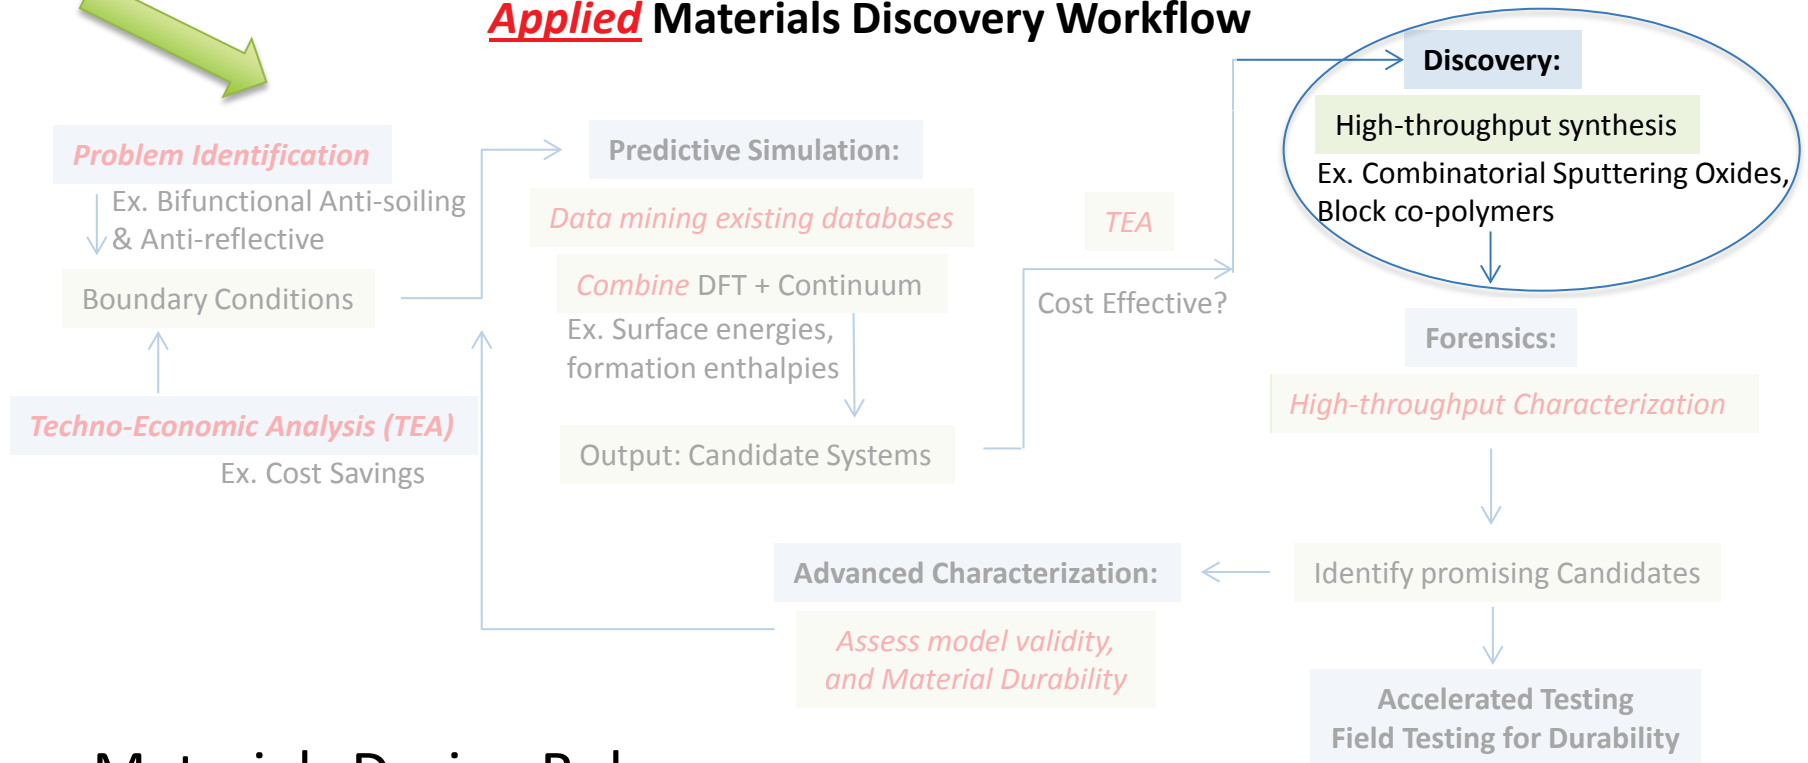 Applied Materials Discovery Workflow
Problem Identification
Ex. Bifunctional Anti-soiling
& Anti-reflective
Boundary Conditions
Techno-Economic Analysis (TEA)
Ex. Cost Savings
Predictive Simulation:
Data mining existing databases
Combine DFT + Continuum
Ex. Surface energies,
formation enthalpies
Output: Candidate Systems
TEA
Cost Effective?
Discovery:
High-throughput synthesis
Ex. Combinatorial Sputtering Oxides,
Block co-polymers
Forensics:
High-throughput Characterization
Identify promising Candidates
Advanced Characterization:
Assess model validity,
and Material Durability
Accelerated Testing
Field Testing for Durability